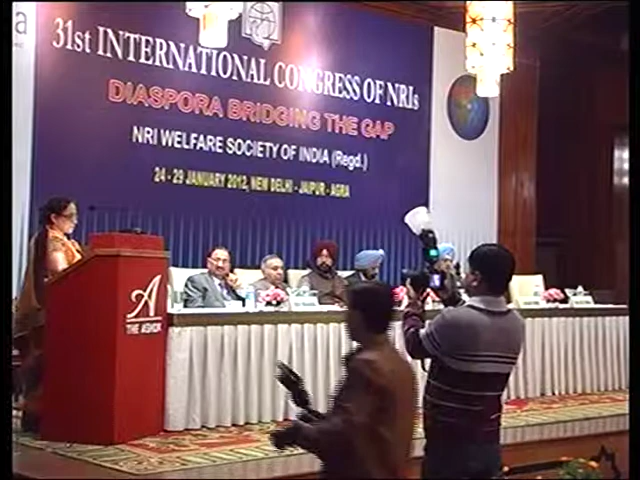 31st INTERNATIONAL CONGRESS OF NRIs
DIASPORA BRIDGING THE GAP
NRI WELFARE SOCIETY OF INDIA (Regd.)
24 - 29 JANUARY 2012, NEW DELHI - JAIPUR - AGRA
A
THE ASHOK